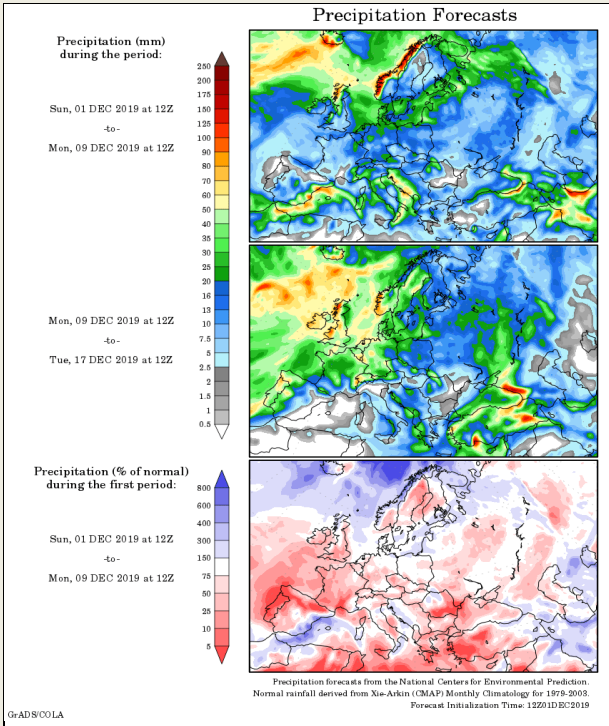 Precipitation Forecasts
Precipitation (mm)
during the period:
Sun, 01 DEC 2019 at 12Z
-to-
Mon, 09 DEC 2019 at 12Z
250
200
175
150
125
100
90
80
70
60
50
40
35
30
25
20
16
13
10
7.5
5
2.5
2
1.5
1
0.5
Mon, 09 DEC 2019 at 12Z
-to-
Tue, 17 DEC 2019 at 12Z
Precipitation (% of normal)
during the first period:
Sun, 01 DEC 2019 at 12Z
-to-
Mon, 09 DEC 2019 at 12Z
800
600
400
300
150
75
50
25
10
5
Precipitation forecasts from the National Centers for Environmental Prediction.
Normal rainfall derived from Xie-Arkin (CMAP) Monthly Climatology for 1979-2003.
Forecast Initialization Time: 12Z01DEC2019
GrADS/COLA